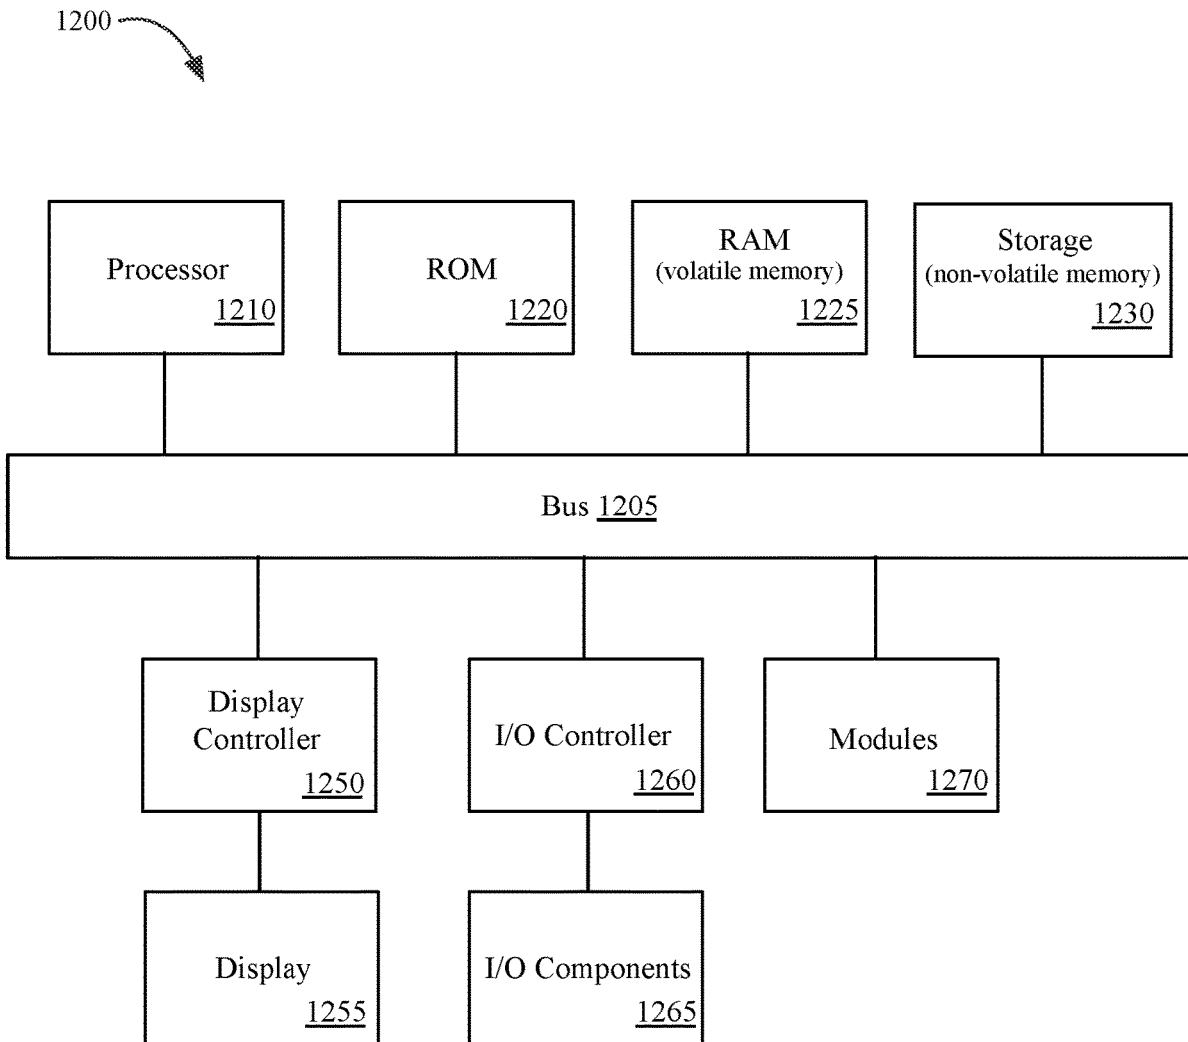 1200
Processor
1210
ROM
1220
RAM
(volatile memory)
1225
Storage
(non-volatile memory)
1230
Bus 1205
Display
Controller
1250
I/O Controller
1260
Modules
1270
Display
1255
I/O Components
1265